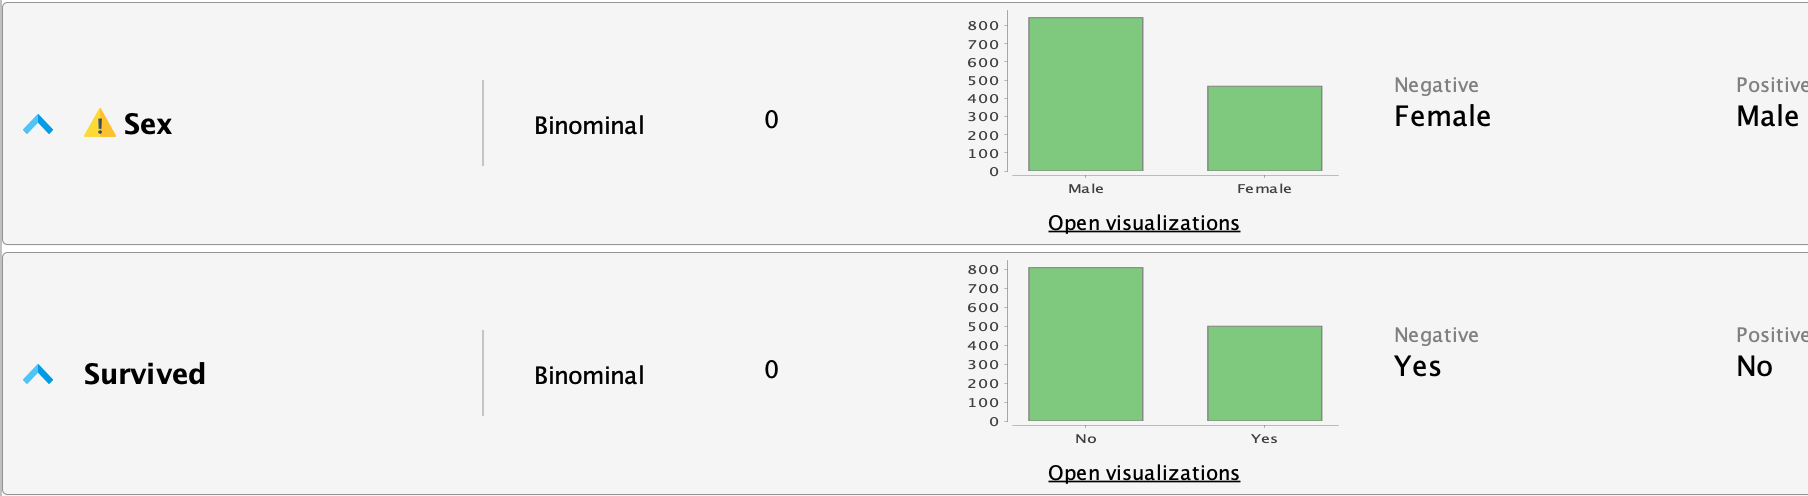 Sex
Binominal
0
800
700
600
500
400
300
200
100
0
Male
Female
Open visualizations
Negative
Female
Positive
Male
Survived
Binominal
0
800
700
600
500
400
300
200
100
0
No
Yes
Open visualizations
Negative
Yes
Positive
No